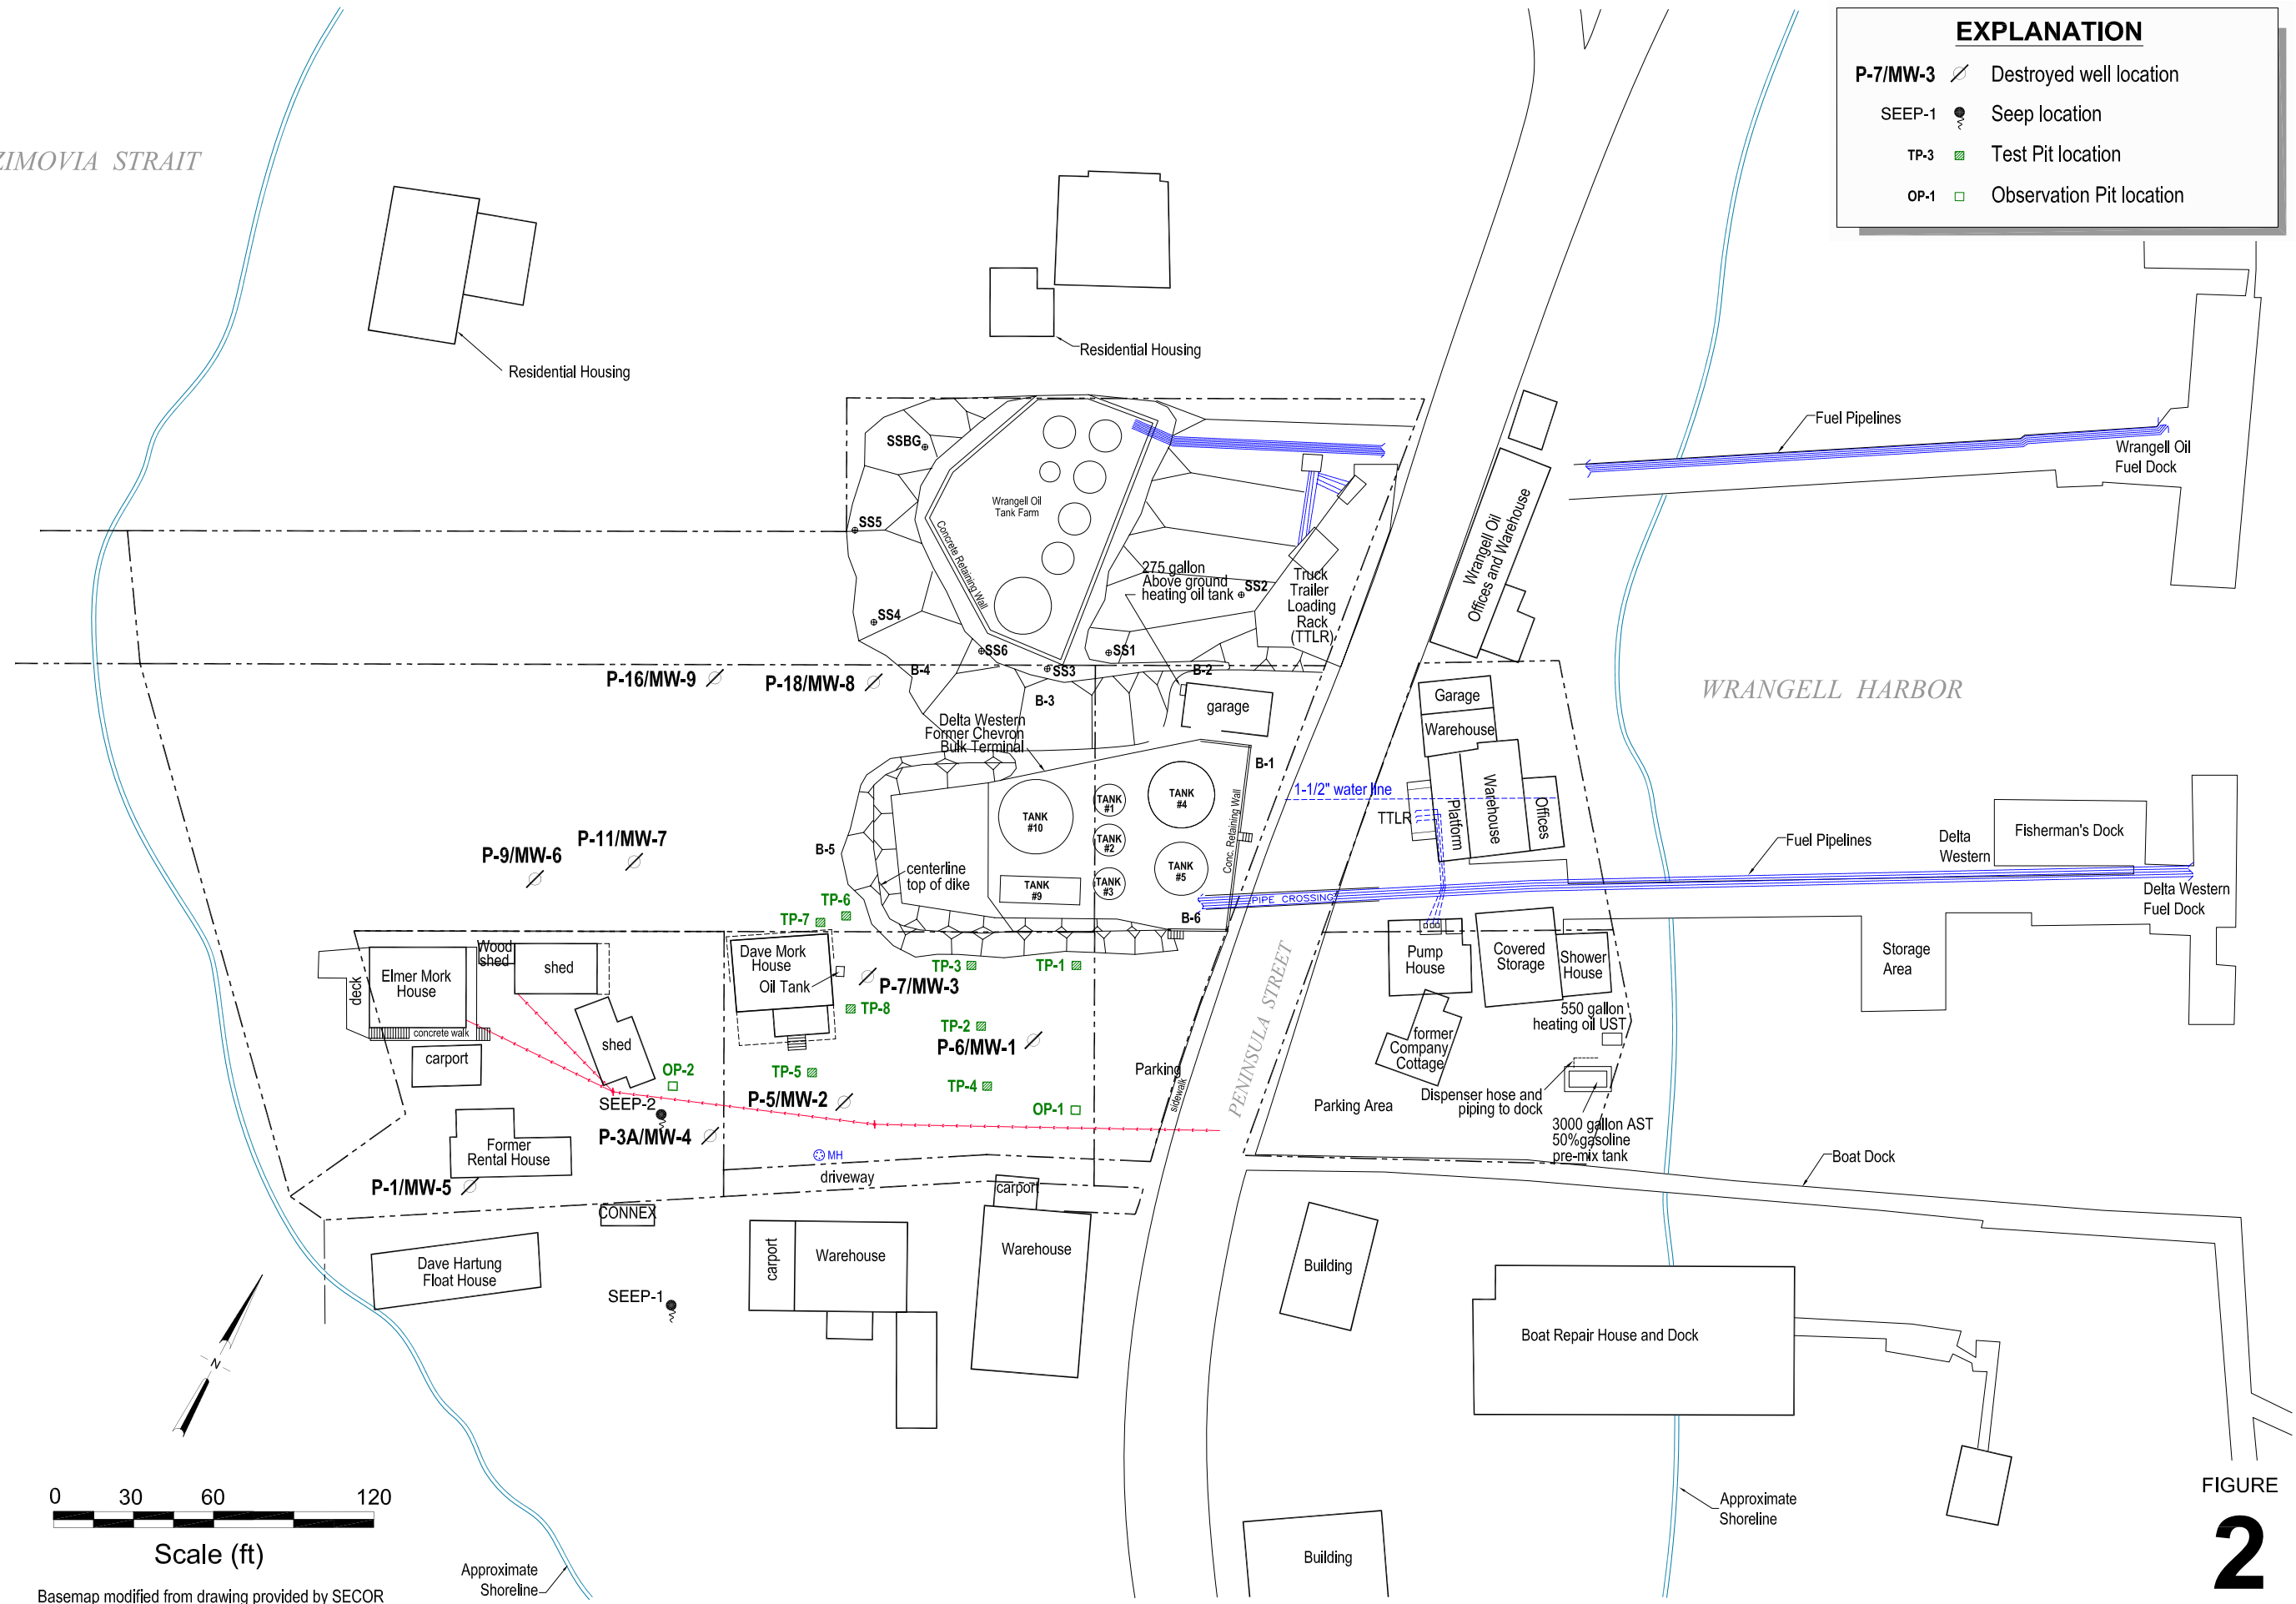 EXPLANATION
P-7/MW-3 Destroyed well location
SEEP-1 Seep location
TP-3 Test Pit location
OP-1 Observation Pit location
ZIMOVIA STRAIT
Residential Housing
Residential Housing
Fuel Pipelines
Wrangell Oil
Fuel Dock
SSBG
Wrangell Oil
Tank Farm
Concrete Retaining Wall
SS5
SS4
SS6
SS3
SS1
SS2
275 gallon
Above ground
heating oil tank
Truck
Trailer
Loading
Rack
(TTLR)
Wrangell Oil
Offices and Warehouse
WRANGELL HARBOR
P-16/MW-9
P-18/MW-8
B-4
B-3
B-2
garage
Delta Western
Former Chevron
Bulk Terminal
B-1
Garage
Warehouse
Platform
Warehouse
Offices
1-1/2" water line
TTLR
TANK
#10
TANK
#1
TANK
#2
TANK
#3
TANK
#4
TANK
#5
TANK
#9
Conc. Retaining Wall
B-5
centerline
top of dike
B-6
PIPE CROSSING
Fuel Pipelines
Delta
Western
Fisherman's Dock
Delta Western
Fuel Dock
P-9/MW-6
P-11/MW-7
TP-6
TP-7
Wood
shed
shed
Elmer Mork
House
deck
concrete walk
carport
shed
Dave Mork
House
Oil Tank
P-7/MW-3
TP-3
TP-1
TP-8
TP-2
P-6/MW-1
TP-5
TP-4
P-5/MW-2
OP-1
OP-2
SEEP-2
P-3A/MW-4
Former
Rental House
P-1/MW-5
MH
driveway
carport
CONNEX
Parking
sidewalk
PENINSULA STREET
Pump
House
Covered
Storage
Shower
House
Storage
Area
550 gallon
heating oil UST
former
Company
Cottage
Dispenser hose and
piping to dock
Parking Area
3000 gallon AST
50%gasoline
pre-mix tank
Boat Dock
Dave Hartung
Float House
SEEP-1
carport
Warehouse
Warehouse
Building
Boat Repair House and Dock
N
0 30 60 120
Scale (ft)
Approximate
Shoreline
Approximate
Shoreline
Building
Basemap modified from drawing provided by SECOR
FIGURE
2